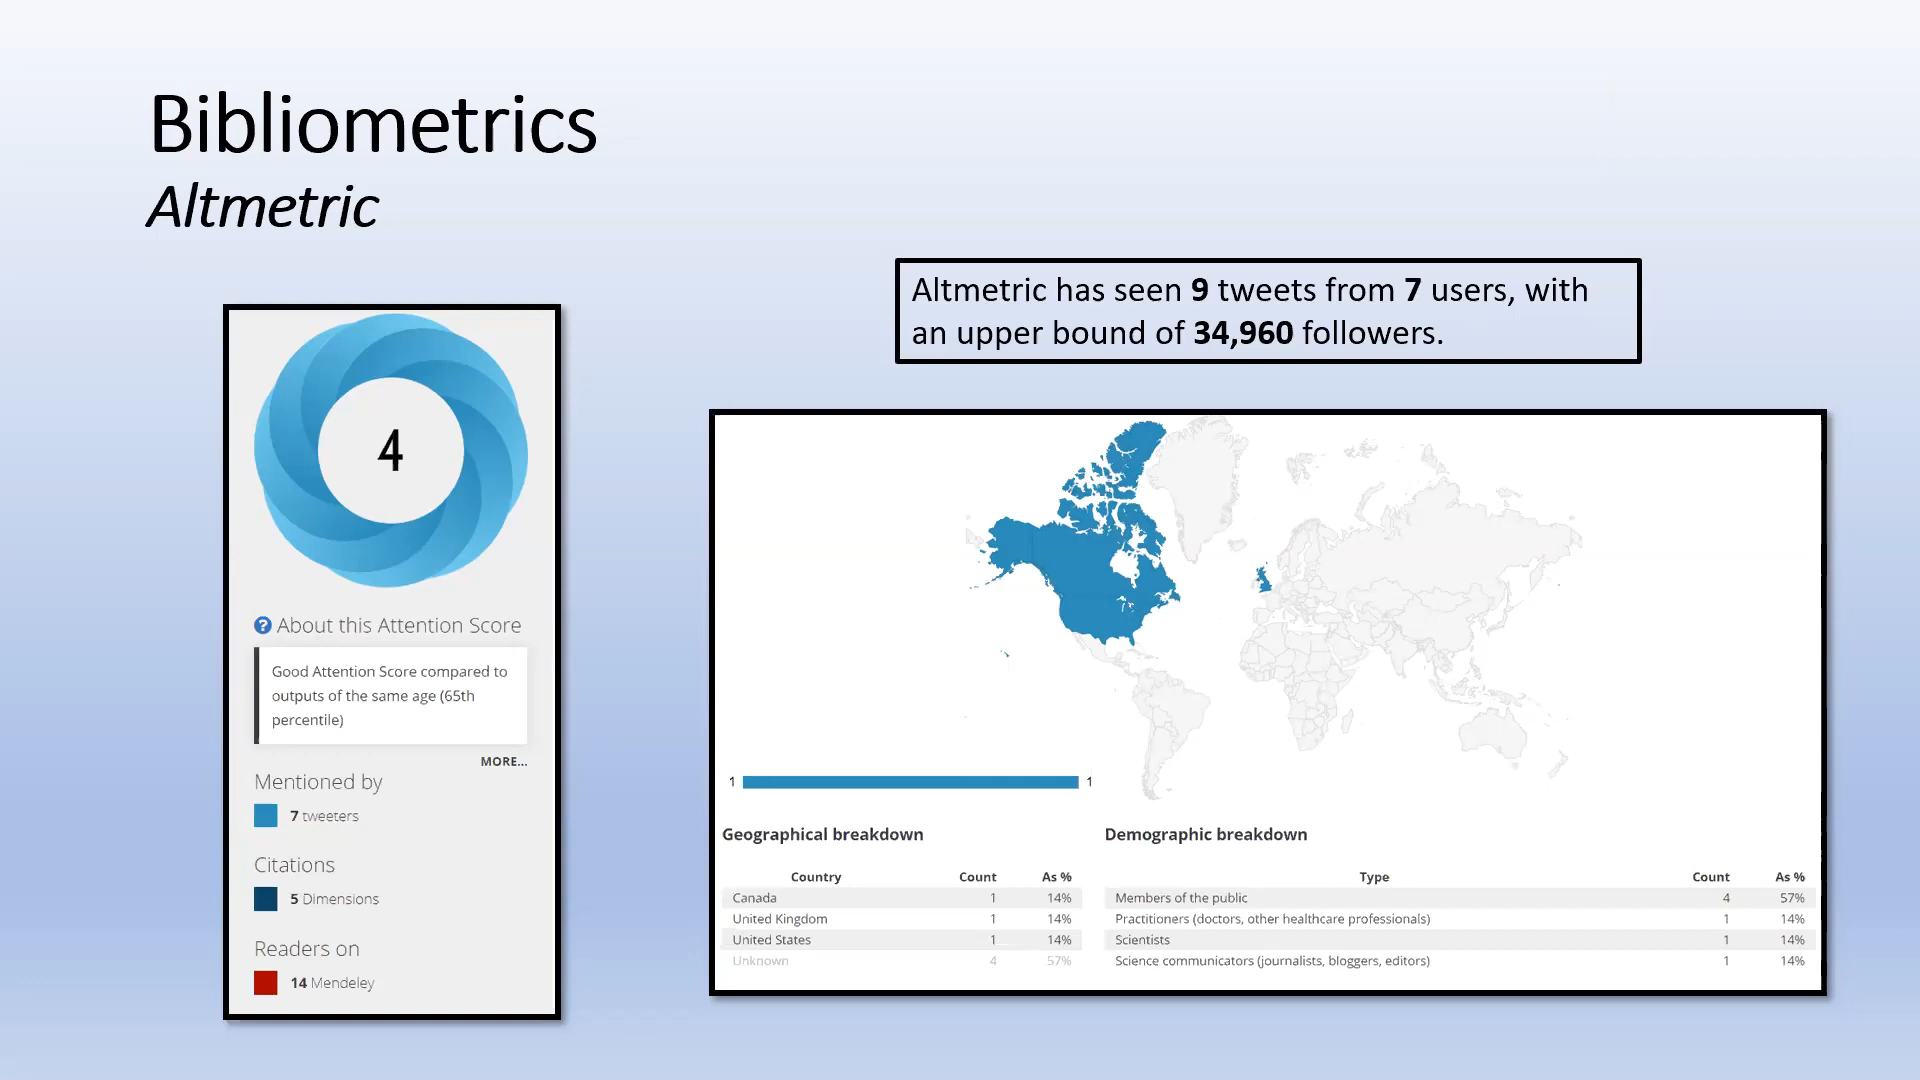 Bibliometrics
Altmetric
Altmetric has seen 9 tweets from 7 users, with
an upper bound of 34,960 followers.
4
? About this Attention Score
Good Attention Score compared to
outputs of the same age (65th
percentile)
MORE...
Mentioned by
7 tweeters
Citations
5 Dimensions
Readers on
14 Mendeley
1 1
Geographical breakdown
Country Count As %
Canada 1 14%
United Kingdom 1 14%
United States 1 14%
Unknown 4 57%
Demographic breakdown
Type Count As %
Members of the public 4 57%
Practitioners (doctors, other healthcare professionals) 1 14%
Scientists 1 14%
Science communicators (journalists, bloggers, editors) 1 14%